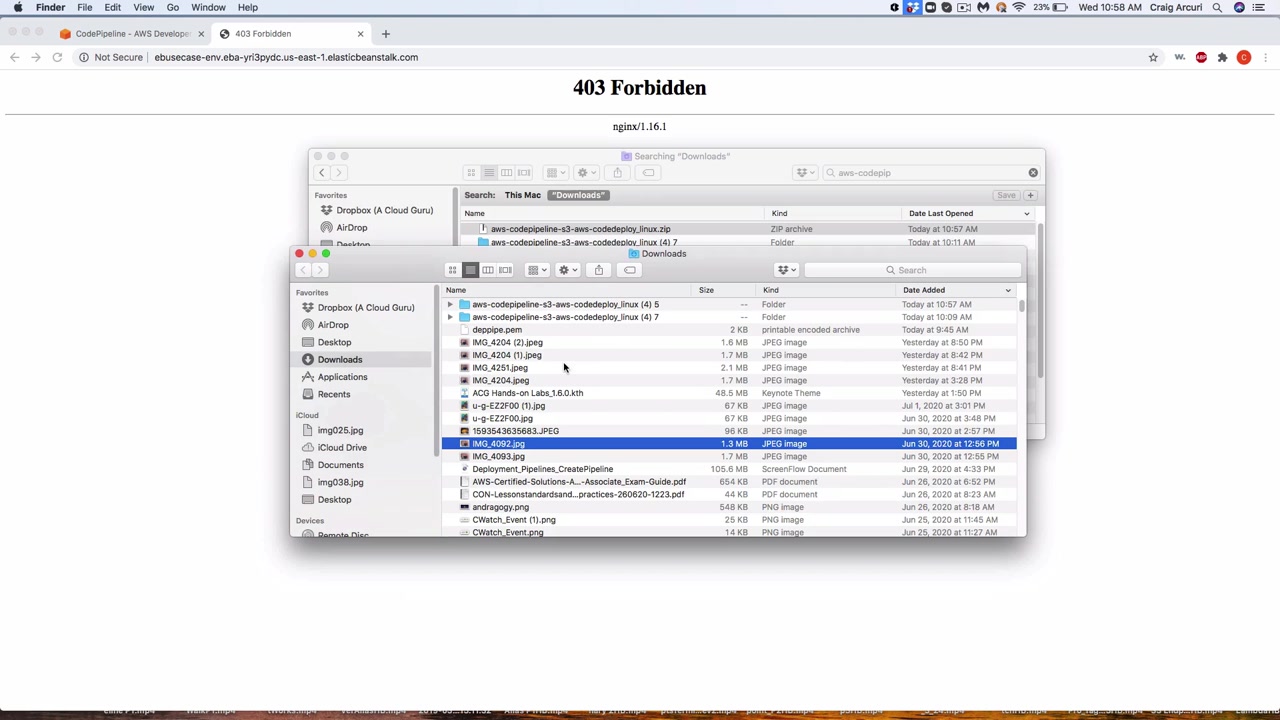 Finder File Edit View Go Window Help 23% Wed 10:58 AM Craig Arcuri
CodePipeline - AWS Develope
403 Forbidden
Not Secure ebusecase-env.eba-yri3pydc.us-east-1.elasticbeanstalk.com
403 Forbidden
nginx/1.16.1
Searching "Downloads"
aws-codepip
Favorites
Dropbox (A Cloud Guru)
AirDrop
Desktop
Search: This Mac "Downloads" Save
Name Kind Date Last Opened
aws-codepipeline-s3-aws-codedeploy_linux.zip ZIP archive Today at 10:57 AM
aws-codepipeline-s3-aws-codedeploy_linux (4) 7 Folder Today at 10:11 AM
Downloads
Search
Favorites
Dropbox (A Cloud Guru)
AirDrop
Desktop
Downloads
Applications
Recents
iCloud
img025.jpg
iCloud Drive
Documents
img038.jpg
Desktop
Devices
Remote Disc
Name Size Kind Date Added
aws-codepipeline-s3-aws-codedeploy_linux (4) 5 -- Folder Today at 10:57 AM
aws-codepipeline-s3-aws-codedeploy_linux (4) 7 -- Folder Today at 10:09 AM
deppipe.pem 2 KB printable encoded archive Today at 9:45 AM
IMG_4204 (2).jpeg 1.6 MB JPEG image Yesterday at 8:50 PM
IMG_4204 (1).jpeg 1.7 MB JPEG image Yesterday at 8:42 PM
IMG_4251.jpeg 2.1 MB JPEG image Yesterday at 8:41 PM
IMG_4204.jpeg 1.7 MB JPEG image Yesterday at 3:28 PM
ACG Hands-on Labs_1.6.0.kth 48.5 MB Keynote Theme Yesterday at 1:50 PM
u-g-EZ2F00 (1).jpg 67 KB JPEG image Jul 1, 2020 at 3:01 PM
u-g-EZ2F00.jpg 67 KB JPEG image Jun 30, 2020 at 3:48 PM
1593543635683.JPEG 96 KB JPEG image Jun 30, 2020 at 2:57 PM
IMG_4092.jpg 1.3 MB JPEG image Jun 30, 2020 at 12:56 PM
IMG_4093.jpg 1.7 MB JPEG image Jun 30, 2020 at 12:55 PM
Deployment_Pipelines_CreatePipeline 105.6 MB ScreenFlow Document Jun 29, 2020 at 4:33 PM
AWS-Certified-Solutions-A...-Associate_Exam-Guide.pdf 654 KB PDF document Jun 26, 2020 at 6:52 PM
CON-Lessonstandardsand...practices-260620-1223.pdf 44 KB PDF document Jun 26, 2020 at 8:23 AM
andragogy.png 548 KB PNG image Jun 26, 2020 at 8:18 AM
CWatch_Event (1).png 25 KB PNG image Jun 25, 2020 at 11:45 AM
CWatch_Event.png 14 KB PNG image Jun 25, 2020 at 11:27 AM